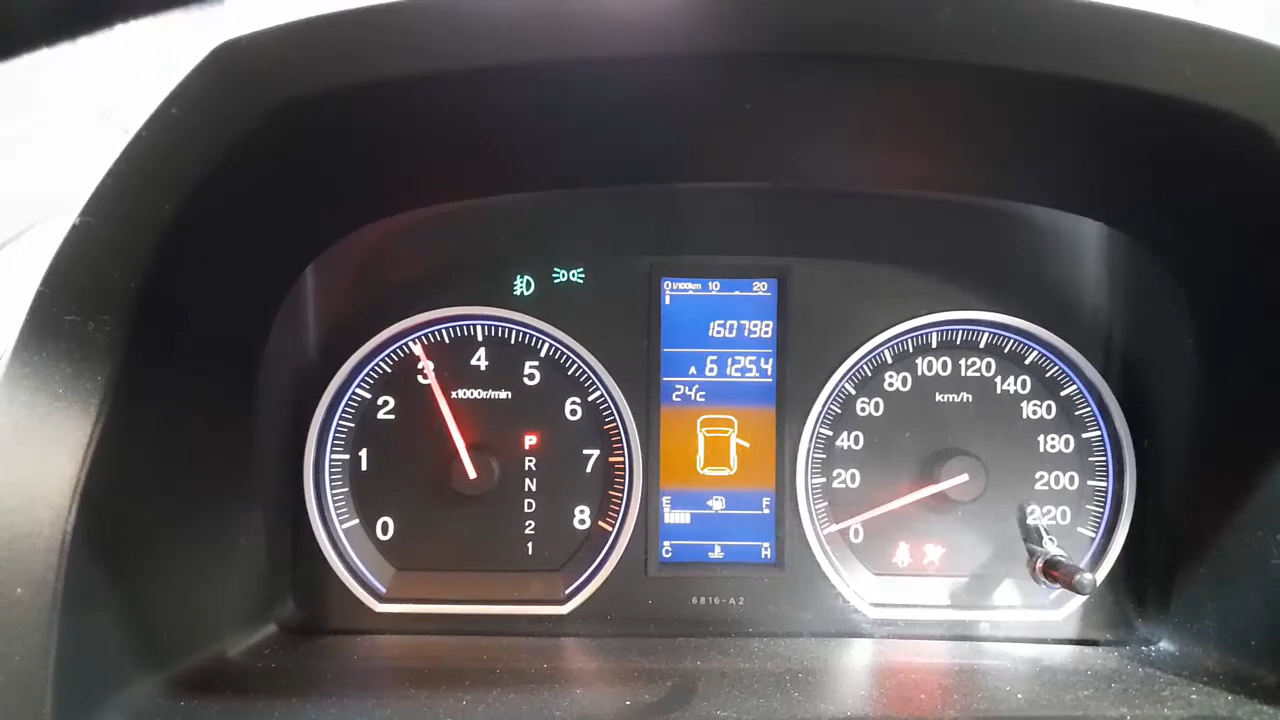 0 l/100km 10 20
160798
A 6125.4
24°c
E F
C H
0 1 2 3 4 5 6 7 8
x1000r/min
P
R
N
D
2
1
0 20 40 60 80 100 120 140 160 180 200 220
km/h
6816-A2